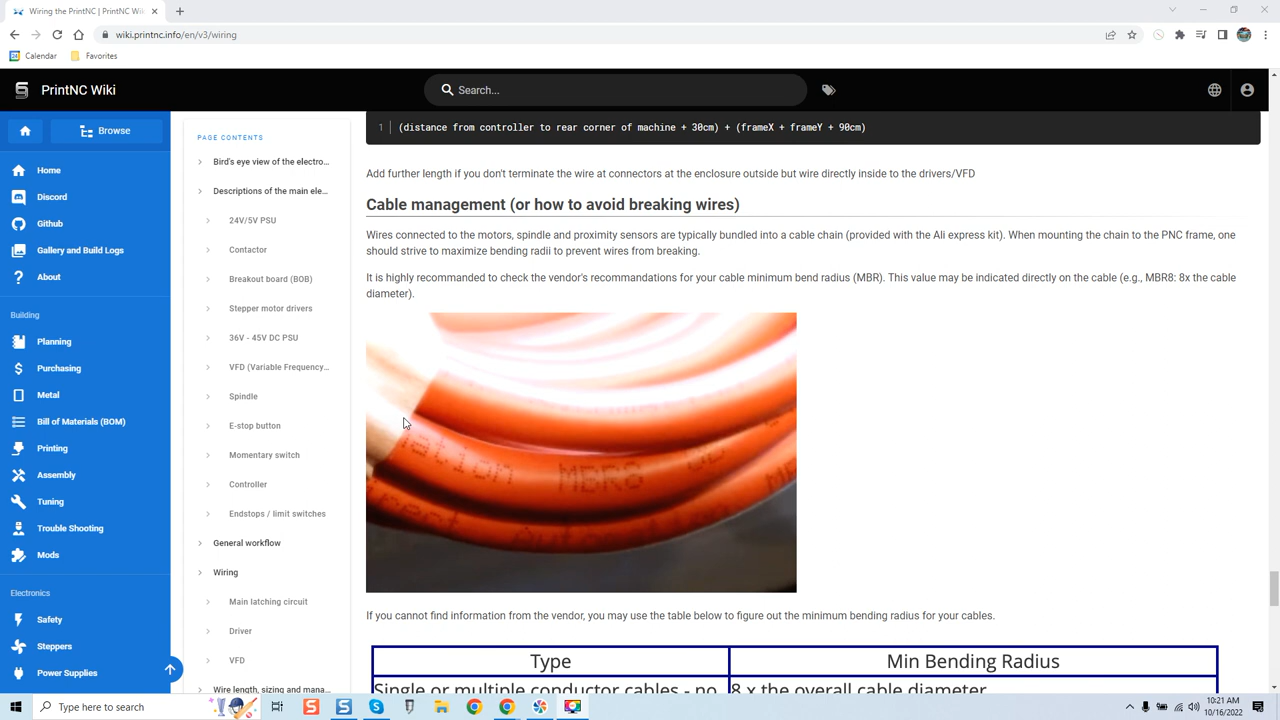 Wiring the PrintNC | PrintNC Wi
wiki.printnc.info/en/v3/wiring
Calendar
Favorites
PrintNC Wiki
Search...
Browse
Home
Discord
Github
Gallery and Build Logs
About
Building
Planning
Purchasing
Metal
Bill of Materials (BOM)
Printing
Assembly
Tuning
Trouble Shooting
Mods
Electronics
Safety
Steppers
Power Supplies
PAGE CONTENTS
Bird's eye view of the electro...
Descriptions of the main ele...
24V/5V PSU
Contactor
Breakout board (BOB)
Stepper motor drivers
36V - 45V DC PSU
VFD (Variable Frequency...
Spindle
E-stop button
Momentary switch
Controller
Endstops / limit switches
General workflow
Wiring
Main latching circuit
Driver
VFD
Wire length, sizing and mana...
1 (distance from controller to rear corner of machine + 30cm) + (frameX + frameY + 90cm)
Add further length if you don't terminate the wire at connectors at the enclosure outside but wire directly inside to the drivers/VFD
Cable management (or how to avoid breaking wires)
Wires connected to the motors, spindle and proximity sensors are typically bundled into a cable chain (provided with the Ali express kit). When mounting the chain to the PNC frame, one
should strive to maximize bending radii to prevent wires from breaking.
It is highly recommanded to check the vendor's recommandations for your cable minimum bend radius (MBR). This value may be indicated directly on the cable (e.g., MBR8: 8x the cable
diameter).
MBR8
If you cannot find information from the vendor, you may use the table below to figure out the minimum bending radius for your cables.
Type
Min Bending Radius
Single or multiple conductor cables - no
8 x the overall cable diameter
Type here to search
10:21 AM
10/16/2022